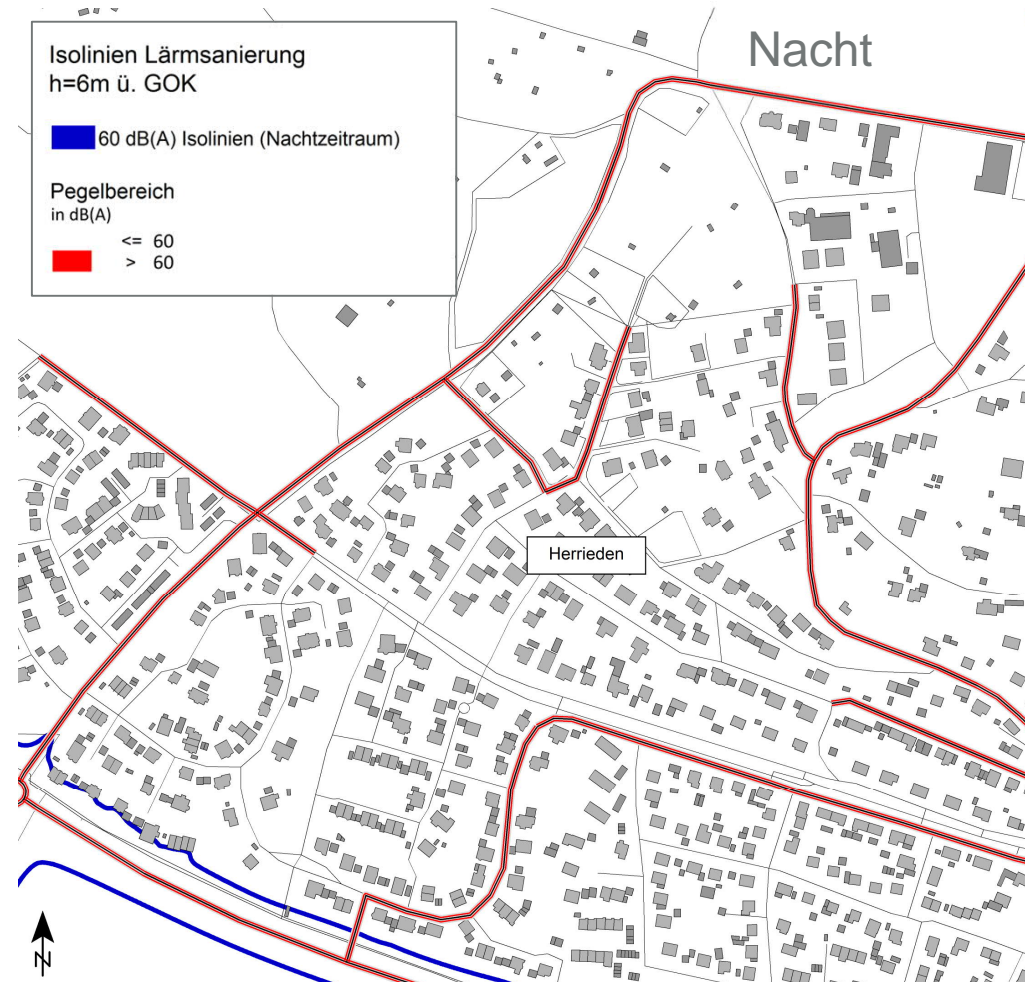 Isolinien Lärmsanierung
h=6m ü. GOK
60 dB(A) Isolinien (Nachtzeitraum)
Pegelbereich
in dB(A)
<= 60
> 60
Nacht
Herrieden
N